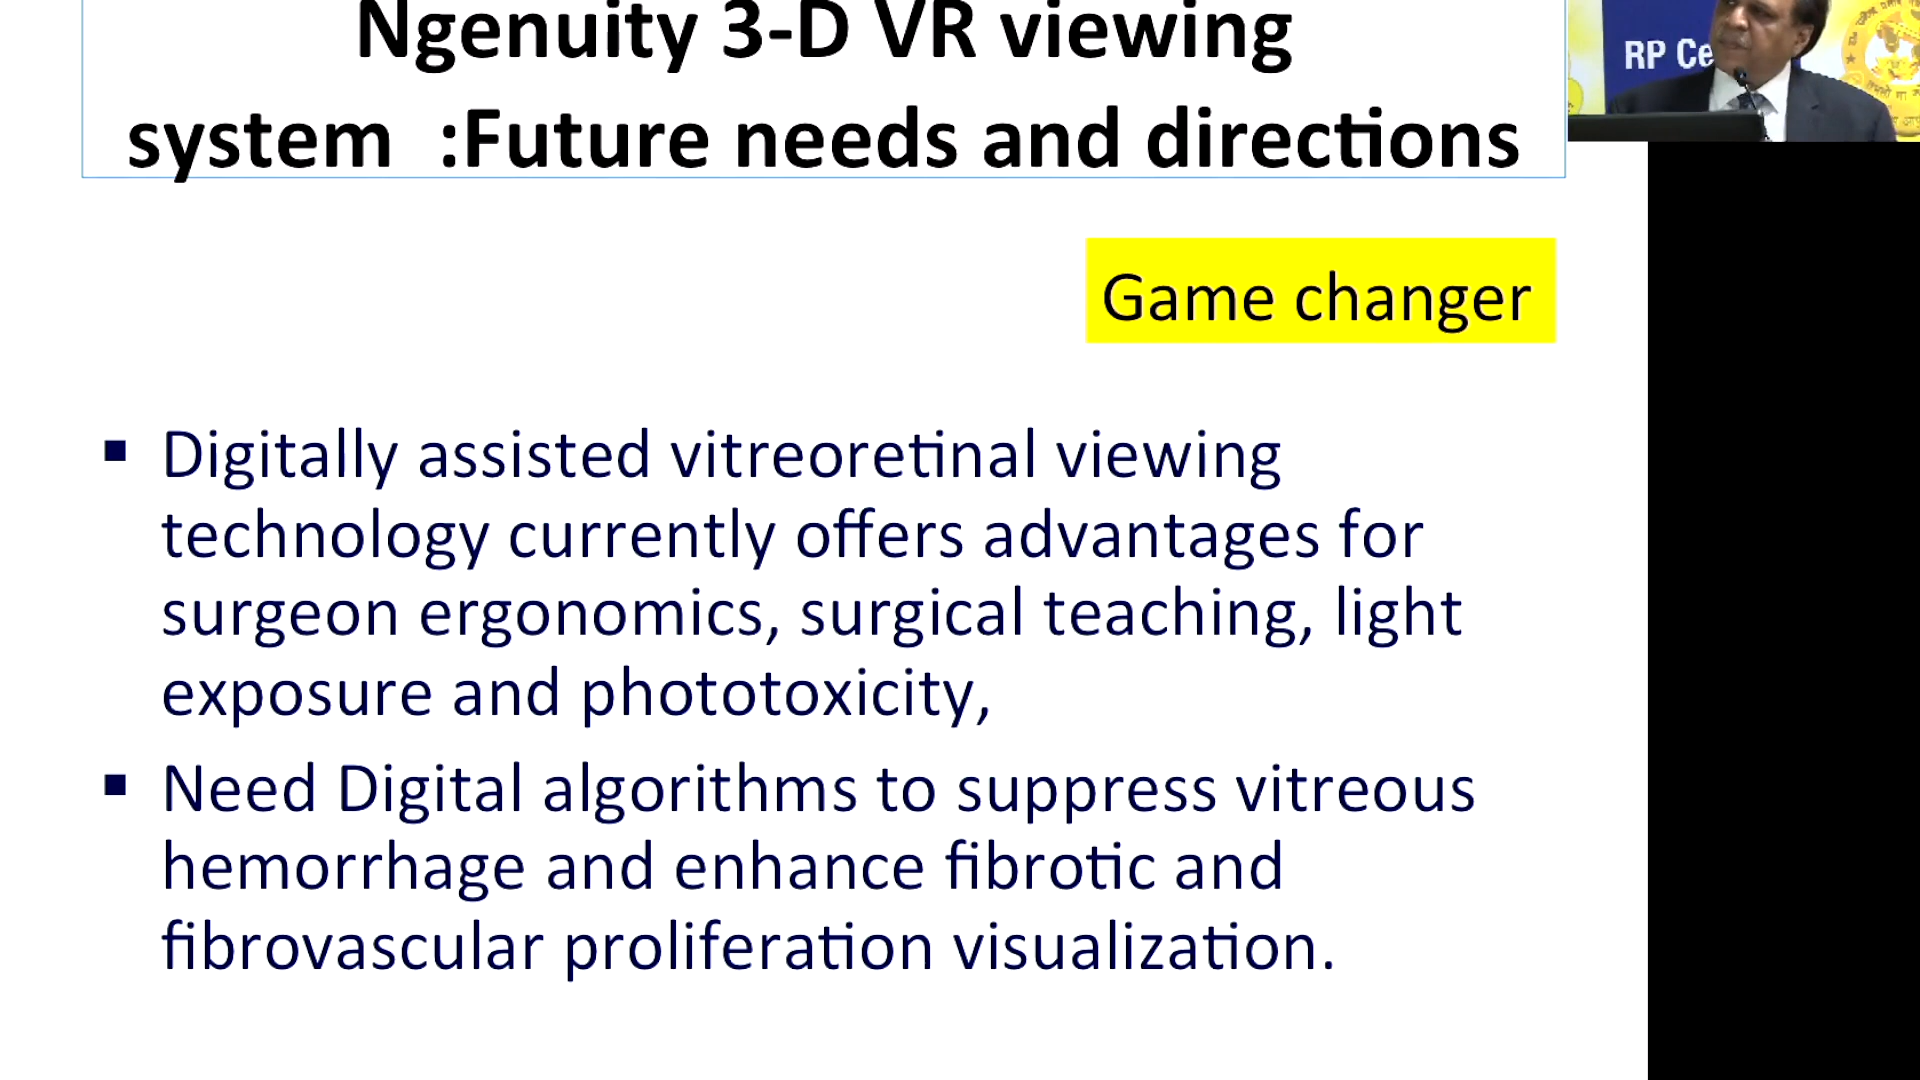 Ngenuity 3-D VR viewing
system :Future needs and directions
RP Ce
Game changer
▪ Digitally assisted vitreoretinal viewing
technology currently offers advantages for
surgeon ergonomics, surgical teaching, light
exposure and phototoxicity,
▪ Need Digital algorithms to suppress vitreous
hemorrhage and enhance fibrotic and
fibrovascular proliferation visualization.